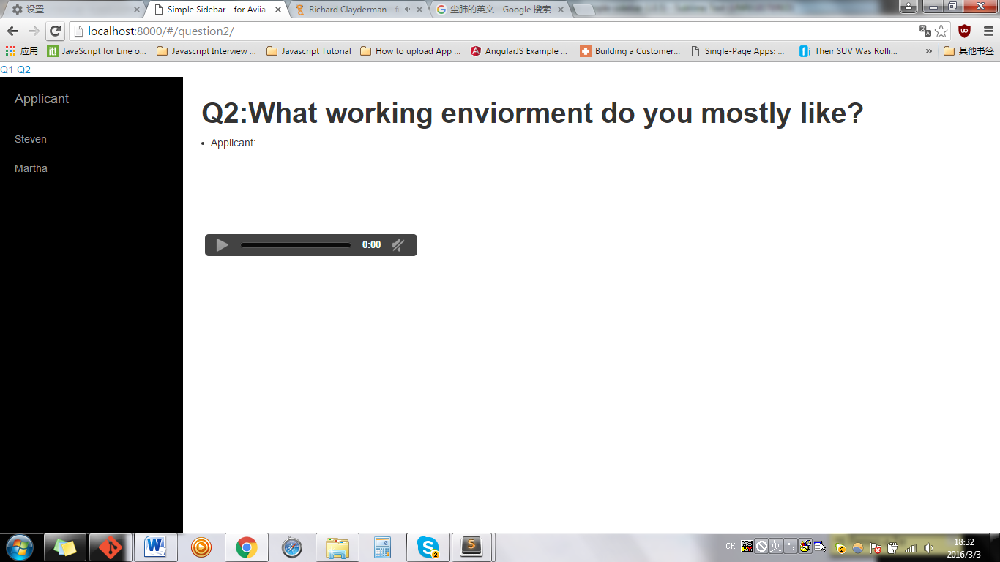 设置
Simple Sidebar - for Aviia-
Richard Clayderman - f
尘肺的英文 - Google 搜索
localhost:8000/#/question2/
应用
JavaScript for Line o...
Javascript Interview ...
Javascript Tutorial
How to upload App ...
AngularJS Example ...
Building a Customer...
Single-Page Apps: ...
Their SUV Was Rolli...
»
其他书签
Q1 Q2
Applicant
Steven
Martha
Q2:What working enviorment do you mostly like?
• Applicant:
0:00
CH
英
18:32
2016/3/3